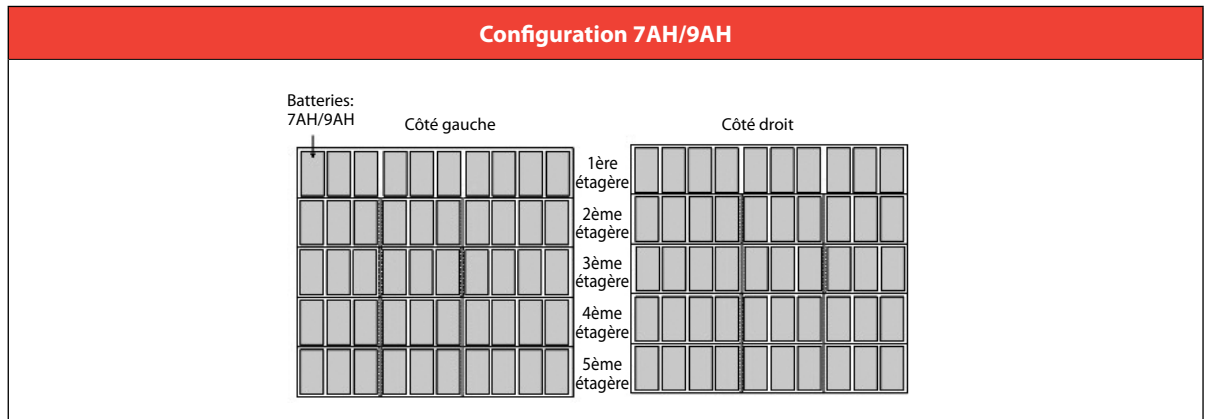 Configuration 7AH/9AH
Batteries:
7AH/9AH
Côté gauche
Côté droit
1ère
étagère
2ème
étagère
3ème
étagère
4ème
étagère
5ème
étagère